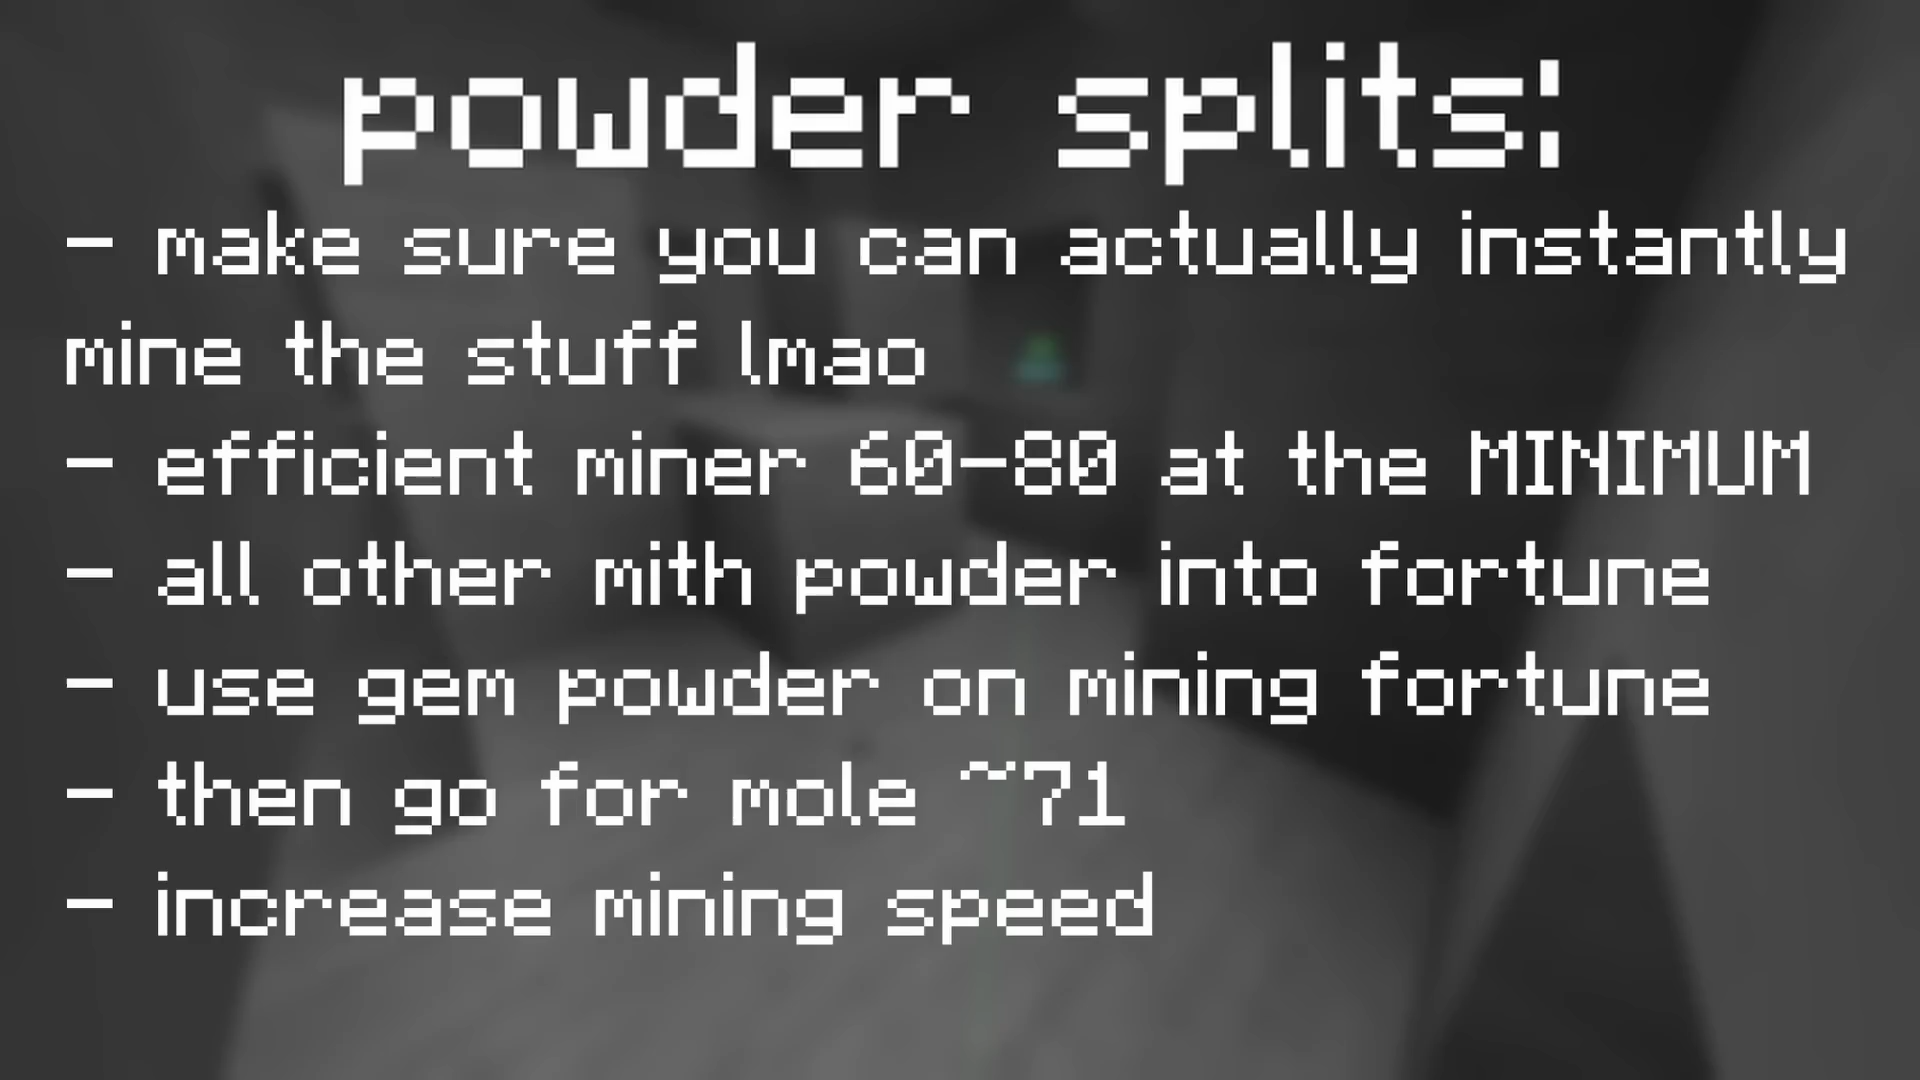 powder splits:
- make sure you can actually instantly
mine the stuff lmao
- efficient miner 60-80 at the MINIMUM
- all other mith powder into fortune
- use gem powder on mining fortune
- then go for mole ~71
- increase mining speed